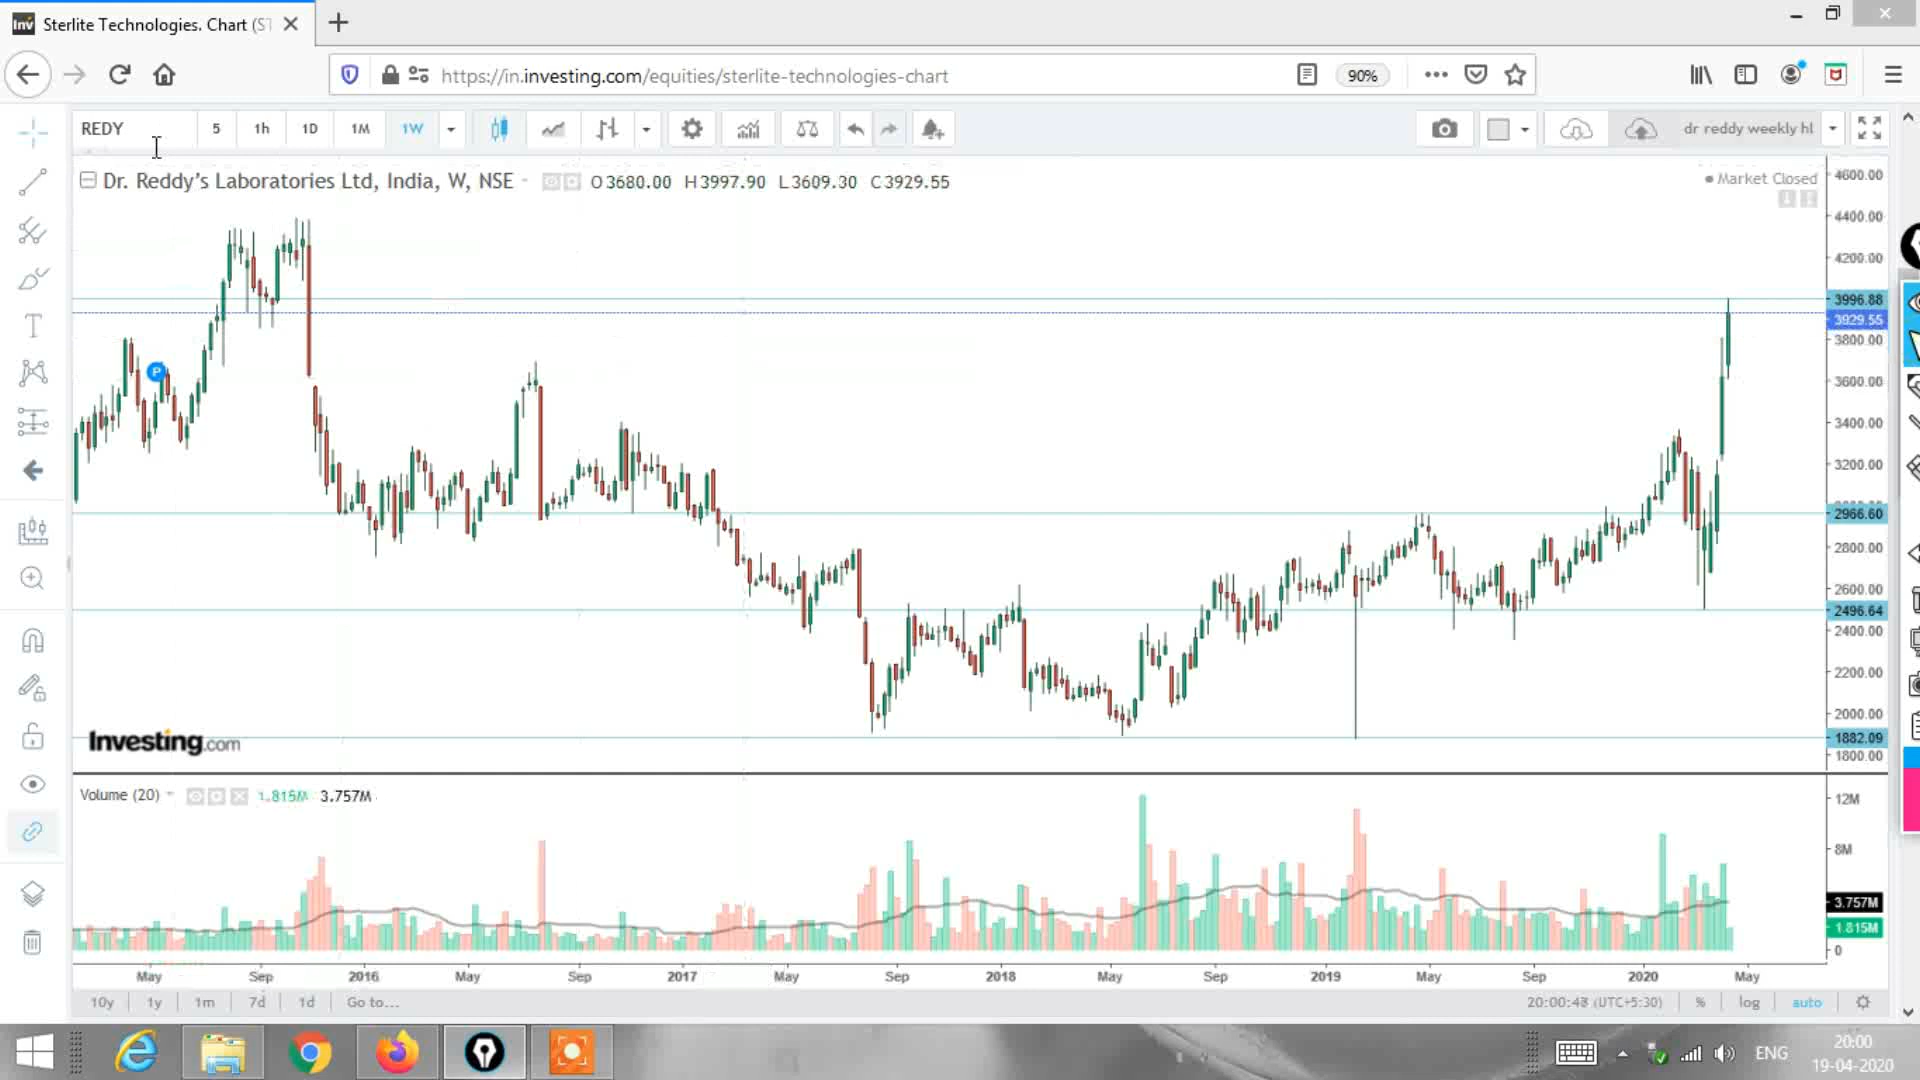 Sterlite Technologies. Chart (ST
https://in.investing.com/equities/sterlite-technologies-chart
90%
REDY
5
1h
1D
1M
1W
dr reddy weekly hl
Dr. Reddy's Laboratories Ltd, India, W, NSE
O3680.00 H3997.90 L3609.30 C3929.55
Market Closed
4600.00
4400.00
4200.00
3996.88
3929.55
3800.00
3600.00
3400.00
3200.00
2966.60
2800.00
2600.00
2496.64
2400.00
2200.00
2000.00
1882.09
1800.00
P
Investing.com
Volume (20)
1.815M
3.757M
12M
8M
3.757M
1.815M
0
May
Sep
2016
May
Sep
2017
May
Sep
2018
May
Sep
2019
May
Sep
2020
May
10y
1y
1m
7d
1d
Go to...
20:00:48 (UTC+5:30)
%
log
auto
ENG
20:00
19-04-2020